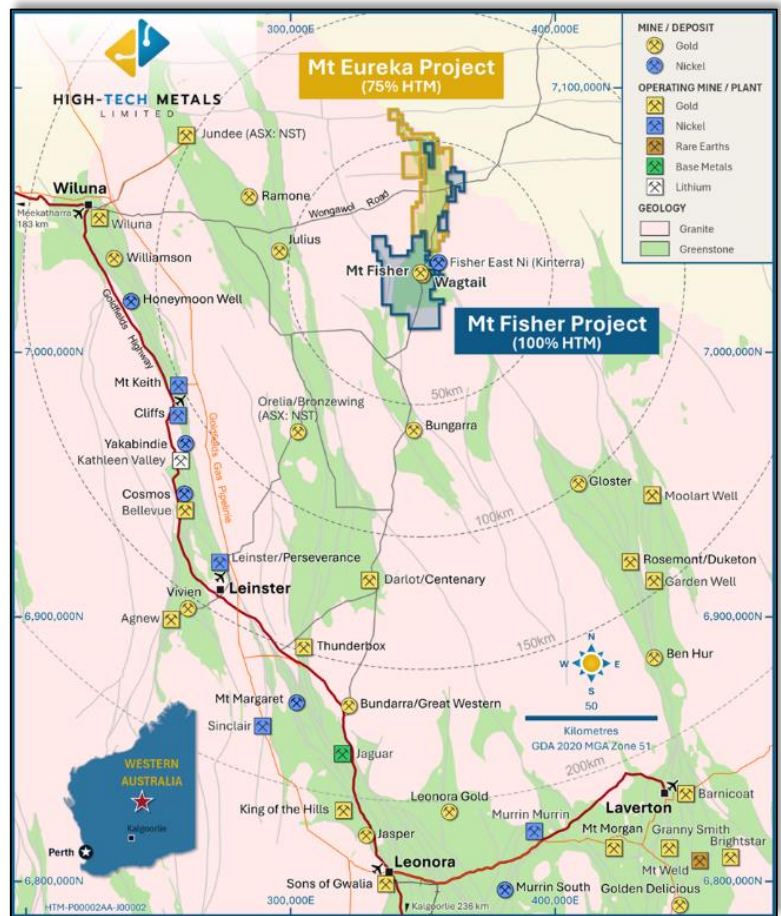 300,000E
400,000E
HIGH-TECH METALS
LIMITED
Mt Eureka Project
(75% HTM)
7,100,000N
MINE / DEPOSIT
Gold
Nickel
OPERATING MINE / PLANT
Gold
Nickel
Rare Earths
Base Metals
Lithium
GEOLOGY
Granite
Greenstone
Jundee (ASX: NST)
Wiluna
Meekatharra
183 km
Wiluna
Ramone
Wongawol Road
Williamson
Julius
Mt Fisher
Fisher East Ni (Kinterra)
Wagtail
Honeymoon Well
Goldfields Highway
Mt Fisher Project
(100% HTM)
7,000,000N
7,000,000N
Mt Keith
50km
Cliffs
Orelia/Bronzewing
(ASX: NST)
Bungarra
Yakabindie
Kathleen Valley
Goldfields Gas Pipelinie
Cosmos
Bellevue
Gloster
Moolart Well
100km
Leinster/Perseverance
Rosemont/Duketon
Leinster
Darlot/Centenary
Garden Well
Vivien
Agnew
6,900,000N
6,900,000N
150km
Thunderbox
Ben Hur
N
W
E
S
50
Kilometres
GDA 2020 MGA Zone 51
Mt Margaret
Bundarra/Great Western
Sinclair
Jaguar
200km
WESTERN
AUSTRALIA
Kalgoorlie
Perth
King of the Hills
Leonora Gold
Laverton
Barnicoat
Jasper
Murrin Murrin
Mt Morgan
Granny Smith
Brightstar
Leonora
Mt Weld
Sons of Gwalia
6,800,000N
6,800,000N
Murrin South
Golden Delicious
HTM-P00002AA-J00002
300,000E
Kalgoorlie 236 km
400,000E